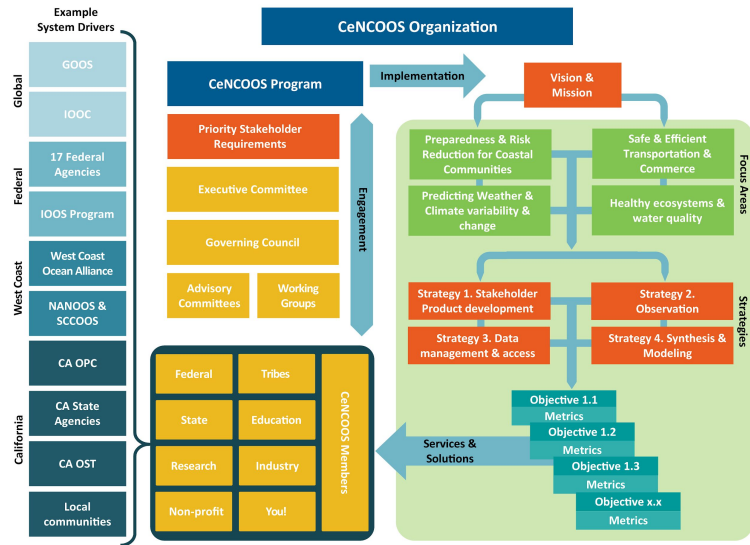 Example
System Drivers
CeNCOOS Organization
Global
GOOS
IOOC
Federal
17 Federal
Agencies
IOOS Program
West Coast
West Coast
Ocean Alliance
NANOOS &
SCCOOS
California
CA OPC
CA State
Agencies
CA OST
Local
communities
CeNCOOS Program
Priority Stakeholder
Requirements
Executive Committee
Governing Council
Advisory
Committees
Working
Groups
Engagement
Implementation
Vision &
Mission
Preparedness & Risk
Reduction for Coastal
Communities
Safe & Efficient
Transportation &
Commerce
Predicting Weather &
Climate variability &
change
Healthy ecosystems &
water quality
Focus Areas
Strategy 1. Stakeholder
Product development
Strategy 2.
Observation
Strategy 3. Data
management & access
Strategy 4. Synthesis &
Modeling
Strategies
Objective 1.1
Metrics
Objective 1.2
Metrics
Objective 1.3
Metrics
Objective x.x
Metrics
Services &
Solutions
Federal
Tribes
State
Education
Research
Industry
Non-profit
You!
CeNCOOS Members